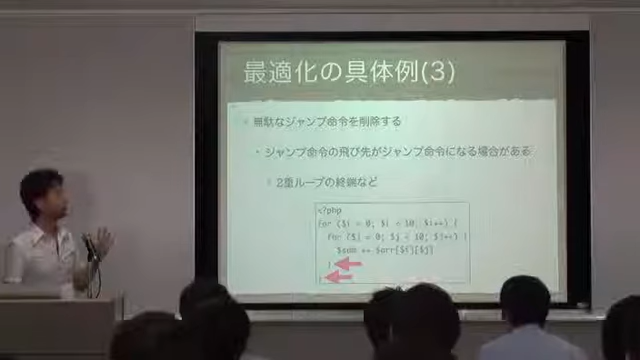 最適化の具体例(3)
無駄なジャンプ命令を削除する
ジャンプ命令の飛び先がジャンプ命令になる場合がある
2重ループの終端など
<?php
for ($i = 0; $i < $0; $i++) {
for ($j = 0; $j < $0; $j++) {
$sum += $arr[$i][$j]
}
}